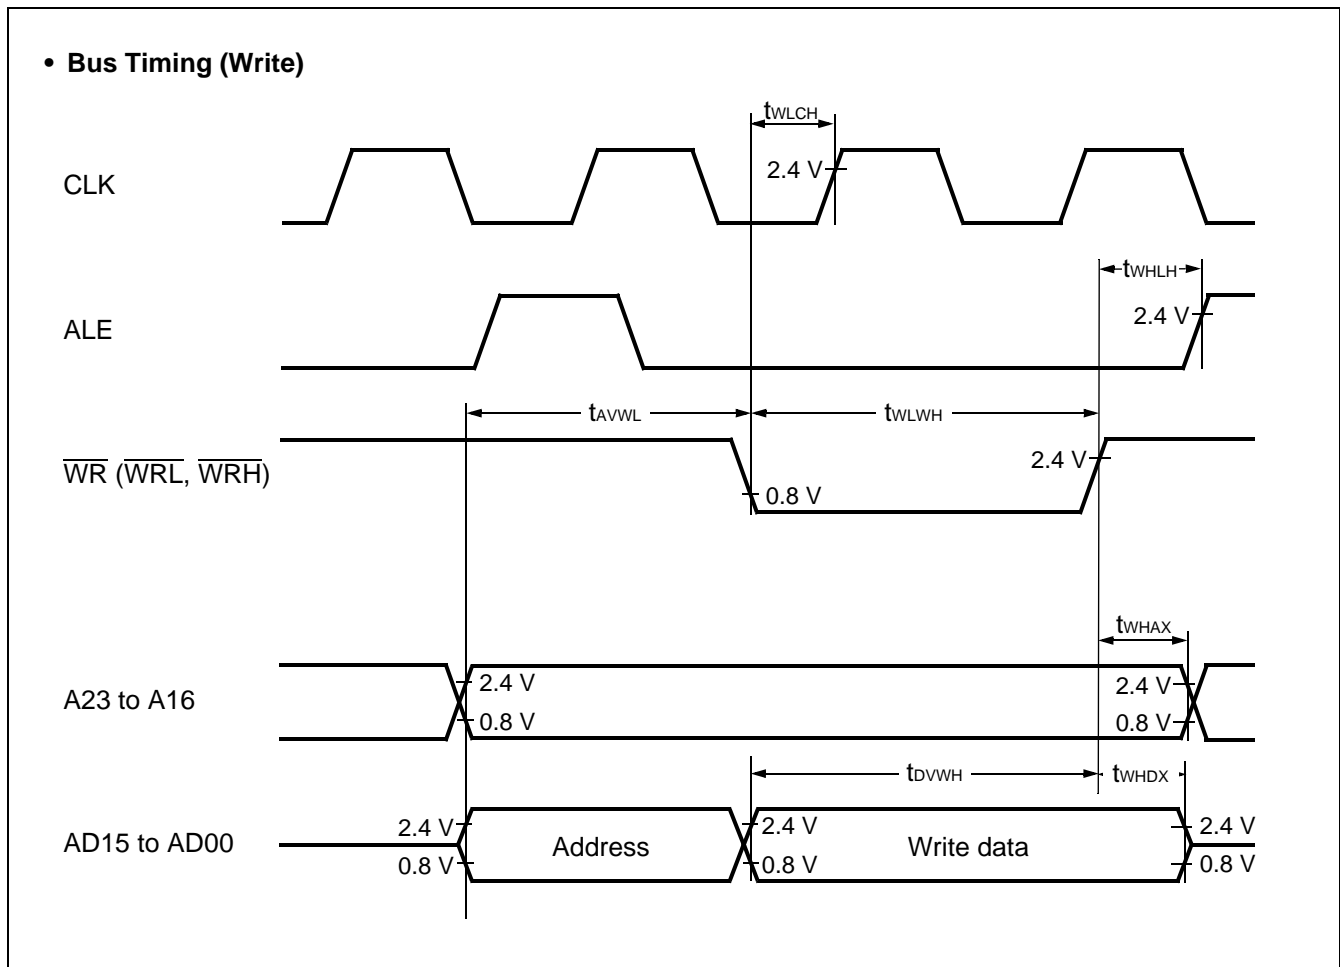 • Bus Timing (Write)
tWLCH
2.4 V
CLK
tWHLH
2.4 V
ALE
tAVWL
tWLWH
2.4 V
WR (WRL, WRH)
0.8 V
tWHAX
2.4 V
2.4 V
A23 to A16
0.8 V
0.8 V
tDVWH
tWHDX
2.4 V
2.4 V
2.4 V
AD15 to AD00
Address
Write data
0.8 V
0.8 V
0.8 V